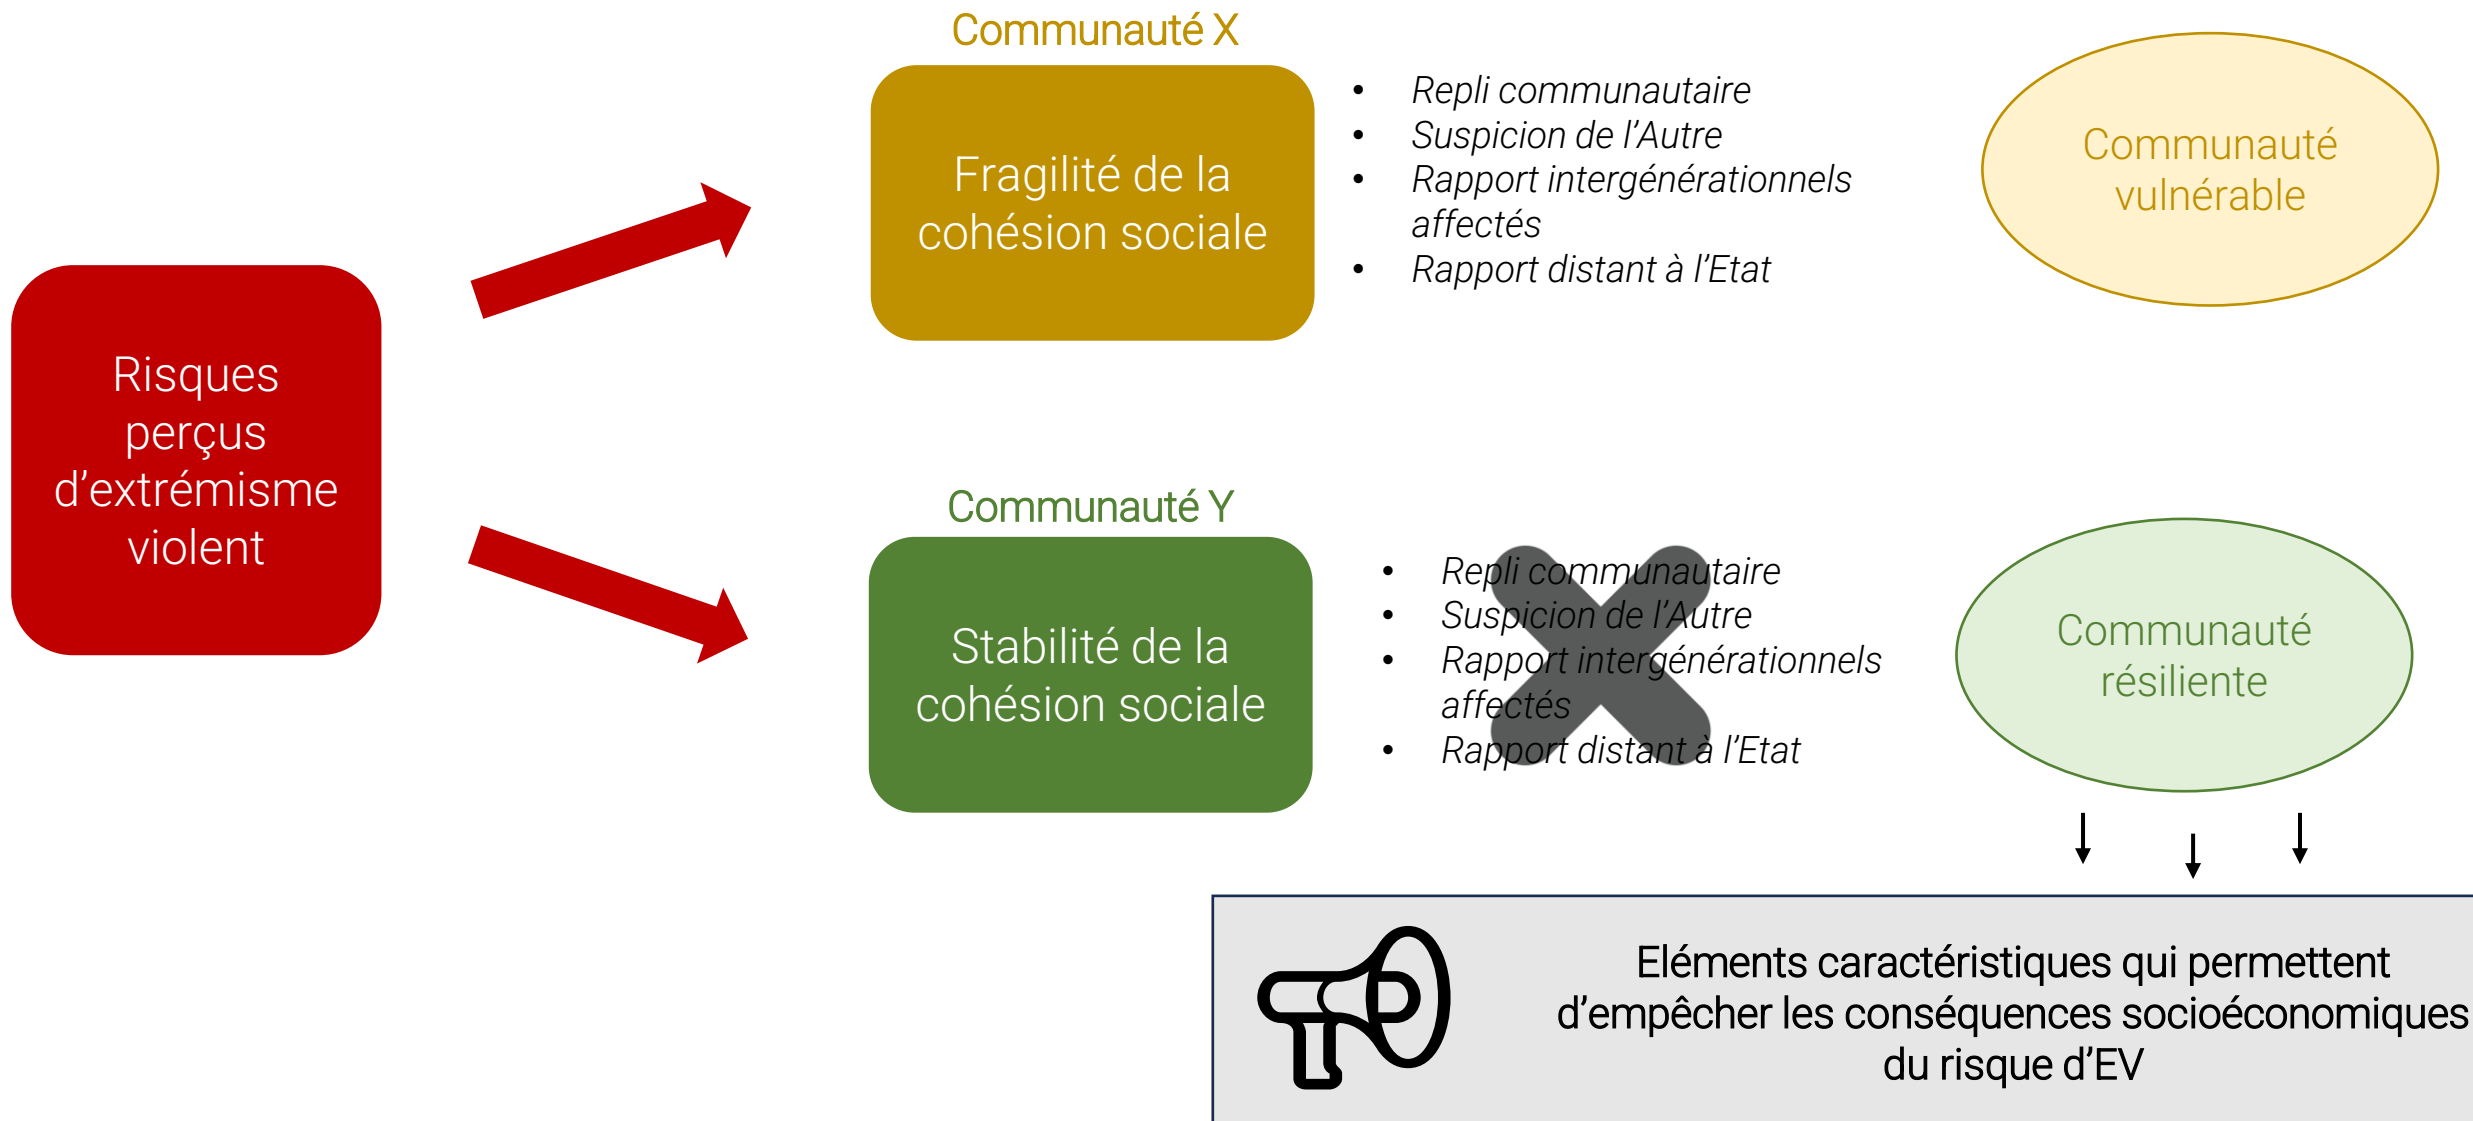 Communauté X
Fragilité de la
cohésion sociale
• Repli communautaire
• Suspicion de l’Autre
• Rapport intergénérationnels
affectés
• Rapport distant à l’Etat
Communauté
vulnérable
Risques
perçus
d’extrémisme
violent
Communauté Y
Stabilité de la
cohésion sociale
• Repli communautaire
• Suspicion de l’Autre
• Rapport intergénérationnels
affectés
• Rapport distant à l’Etat
Communauté
résiliente
Eléments caractéristiques qui permettent
d’empêcher les conséquences socioéconomiques
du risque d’EV